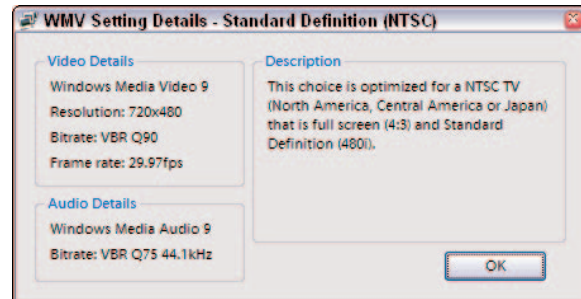 WMV Setting Details - Standard Definition (NTSC)
Video Details
Windows Media Video 9
Resolution: 720x480
Bitrate: VBR Q90
Frame rate: 29.97fps
Audio Details
Windows Media Audio 9
Bitrate: VBR Q75 44.1kHz
Description
This choice is optimized for a NTSC TV
(North America, Central America or Japan)
that is full screen (4:3) and Standard
Definition (480i).
OK